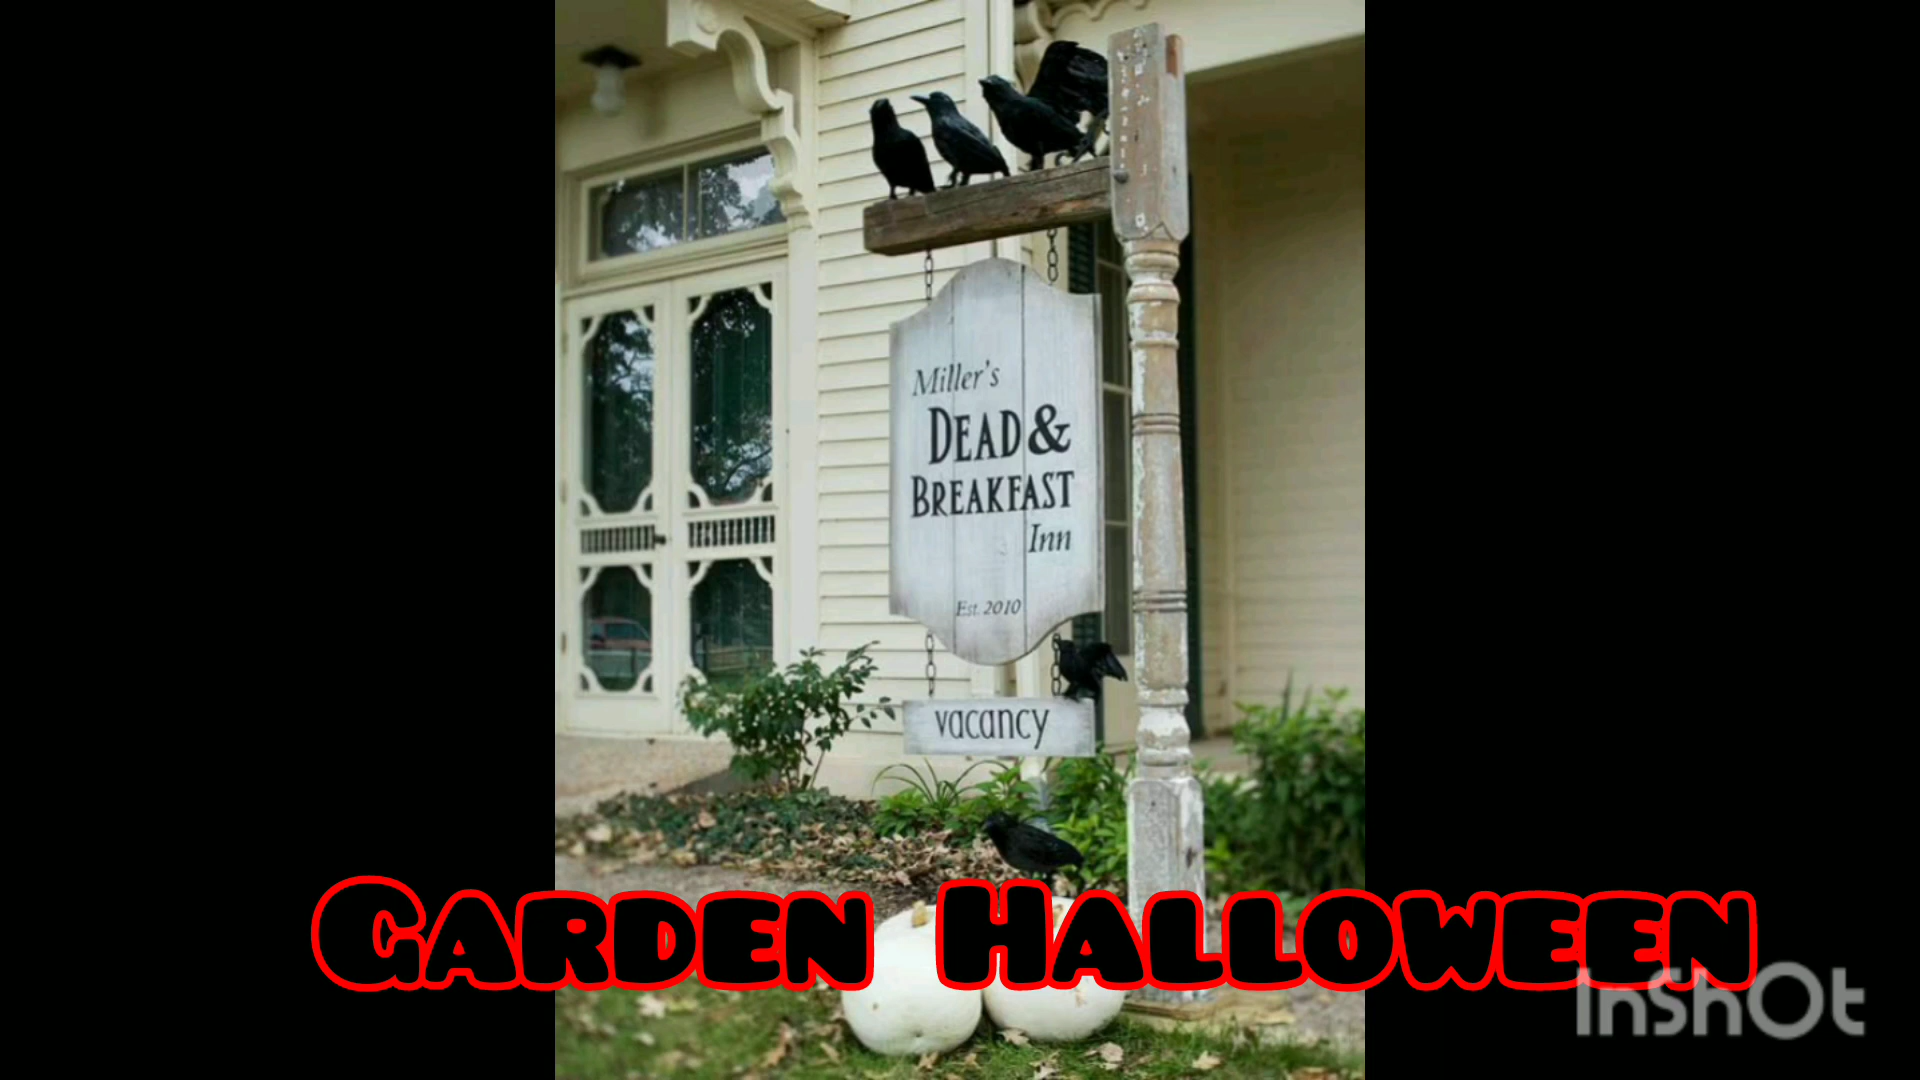 Miller's
DEAD &
BREAKFAST
Inn
Est. 2010
vacancy
GARDEN HALLOWEEN
InShOt